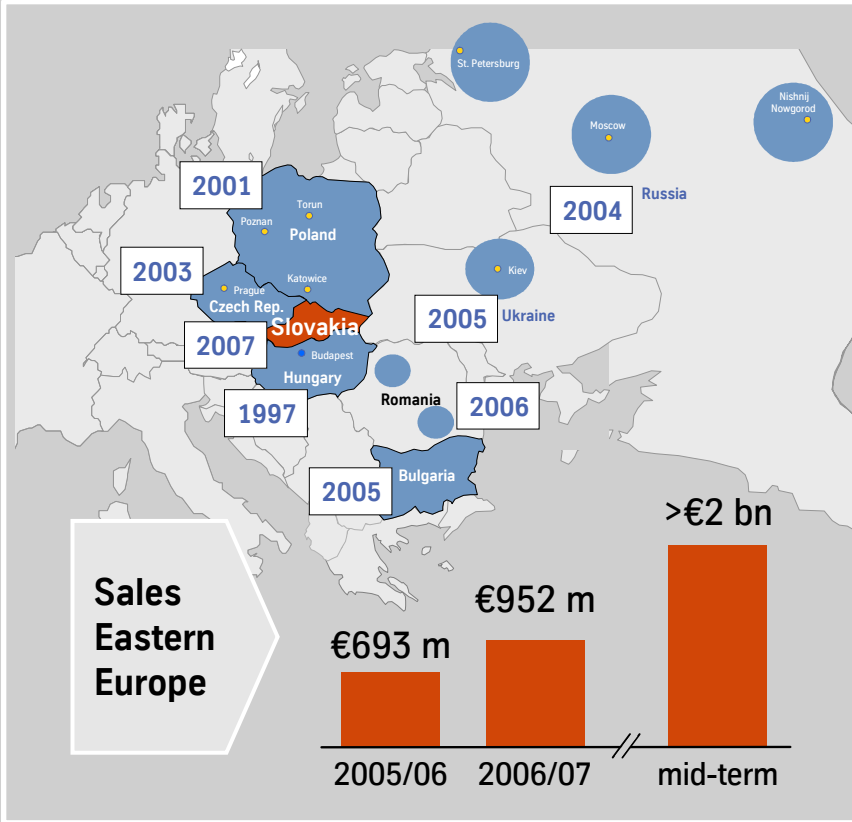 St. Petersburg
Nishnij
Nowgorod
Moscow
2001
2004
Russia
Torun
Poznan
Poland
2003
Katowice
Prague
Czech Rep.
Kiev
2005
Ukraine
Slovakia
2007
Budapest
Hungary
Romania
2006
1997
Bulgaria
2005
>€2 bn
Sales
Eastern
Europe
€952 m
€693 m
2005/06
2006/07
mid-term